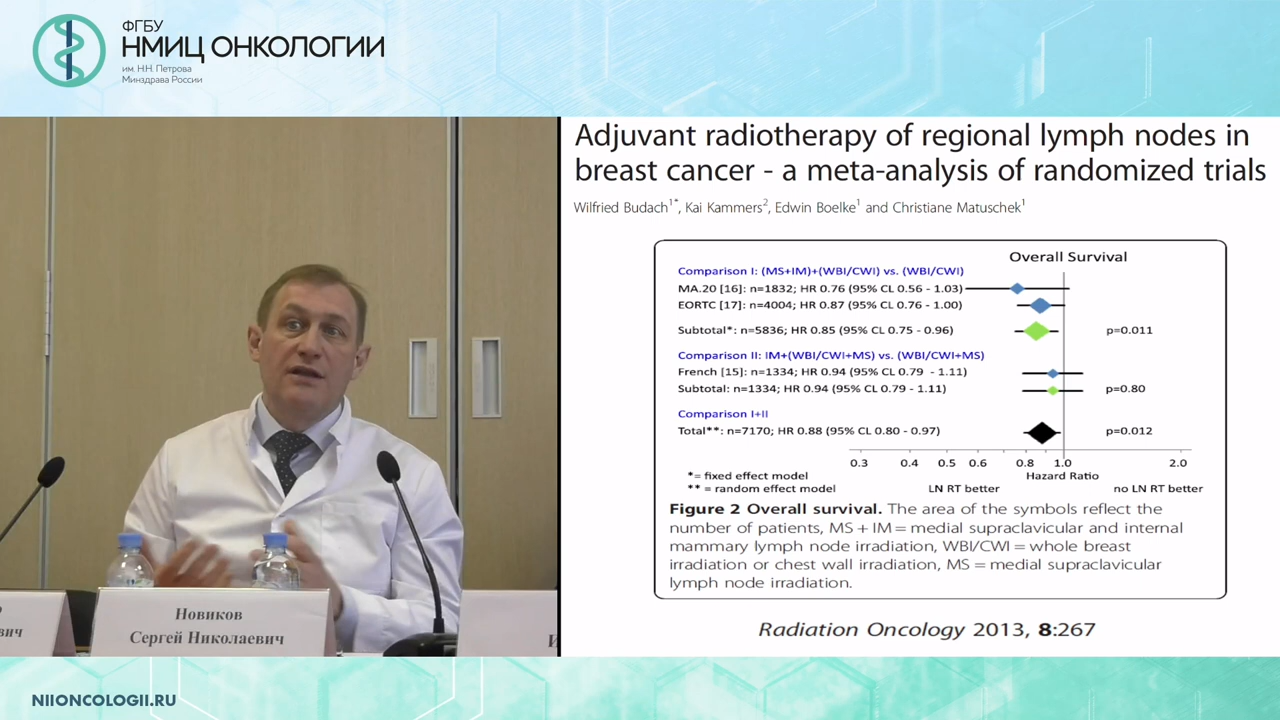 ФГБУ
НМИЦ ОНКОЛОГИИ
им. Н.Н. Петрова
Минздрава России
Adjuvant radiotherapy of regional lymph nodes in
breast cancer - a meta-analysis of randomized trials
Wilfried Budach1*, Kai Kammers2, Edwin Boelke1 and Christiane Matuschek1
Overall Survival
Comparison I: (MS+IM)+(WBI/CWI) vs. (WBI/CWI)
MA.20 [16]: n=1832; HR 0.76 (95% CL 0.56 - 1.03)
EORTC [17]: n=4004; HR 0.87 (95% CL 0.76 - 1.00)
Subtotal*: n=5836; HR 0.85 (95% CL 0.75 - 0.96) p=0.011
Comparison II: IM+(WBI/CWI+MS) vs. (WBI/CWI+MS)
French [15]: n=1334; HR 0.94 (95% CL 0.79 - 1.11)
Subtotal: n=1334; HR 0.94 (95% CL 0.79 - 1.11) p=0.80
Comparison I+II
Total**: n=7170; HR 0.88 (95% CL 0.80 - 0.97) p=0.012
0.3 0.4 0.5 0.6 0.8 1.0 2.0
*= fixed effect model Hazard Ratio
** = random effect model LN RT better no LN RT better
Figure 2 Overall survival. The area of the symbols reflect the
number of patients, MS + IM = medial supraclavicular and internal
mammary lymph node irradiation, WBI/CWI = whole breast
irradiation or chest wall irradiation, MS = medial supraclavicular
lymph node irradiation.
Radiation Oncology 2013, 8:267
Новиков
Сергей Николаевич
вич
NIIONCOLOGII.RU